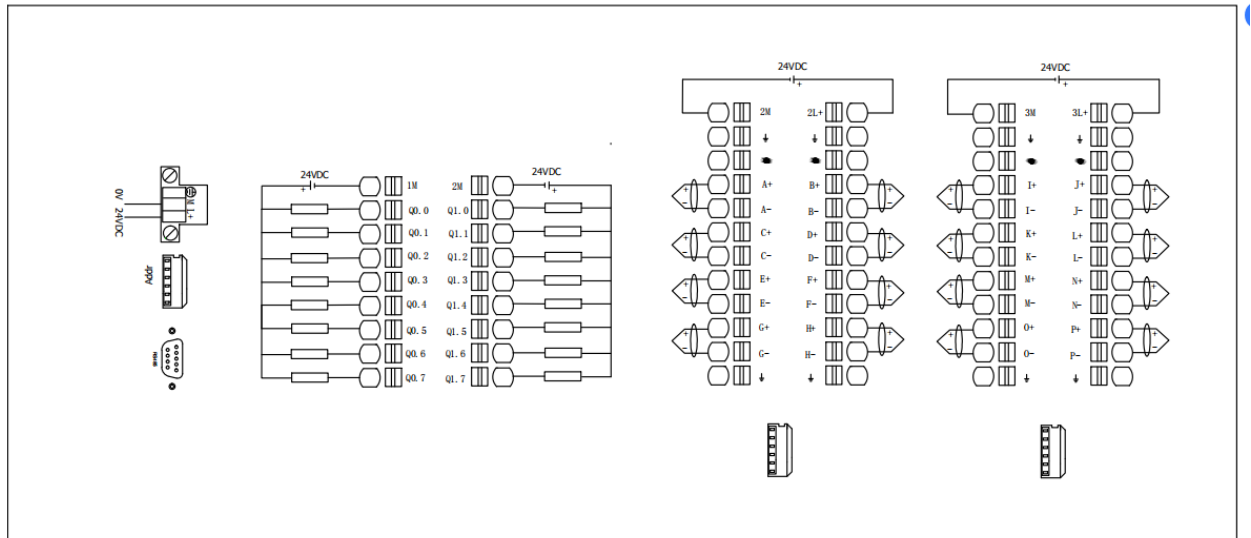 24VDC
24VDC
2M 2L+
3M 3L+
A+ B+
A- B-
C+ D+
C- D-
E+ F+
E- F-
G+ H+
G- H-
I+ J+
I- J-
K+ L+
K- L-
M+ N+
M- N-
O+ P+
O- P-
0V
24VDC
M L+
Addr
24VDC
24VDC
1M 2M
Q0.0 Q1.0
Q0.1 Q1.1
Q0.2 Q1.2
Q0.3 Q1.3
Q0.4 Q1.4
Q0.5 Q1.5
Q0.6 Q1.6
Q0.7 Q1.7